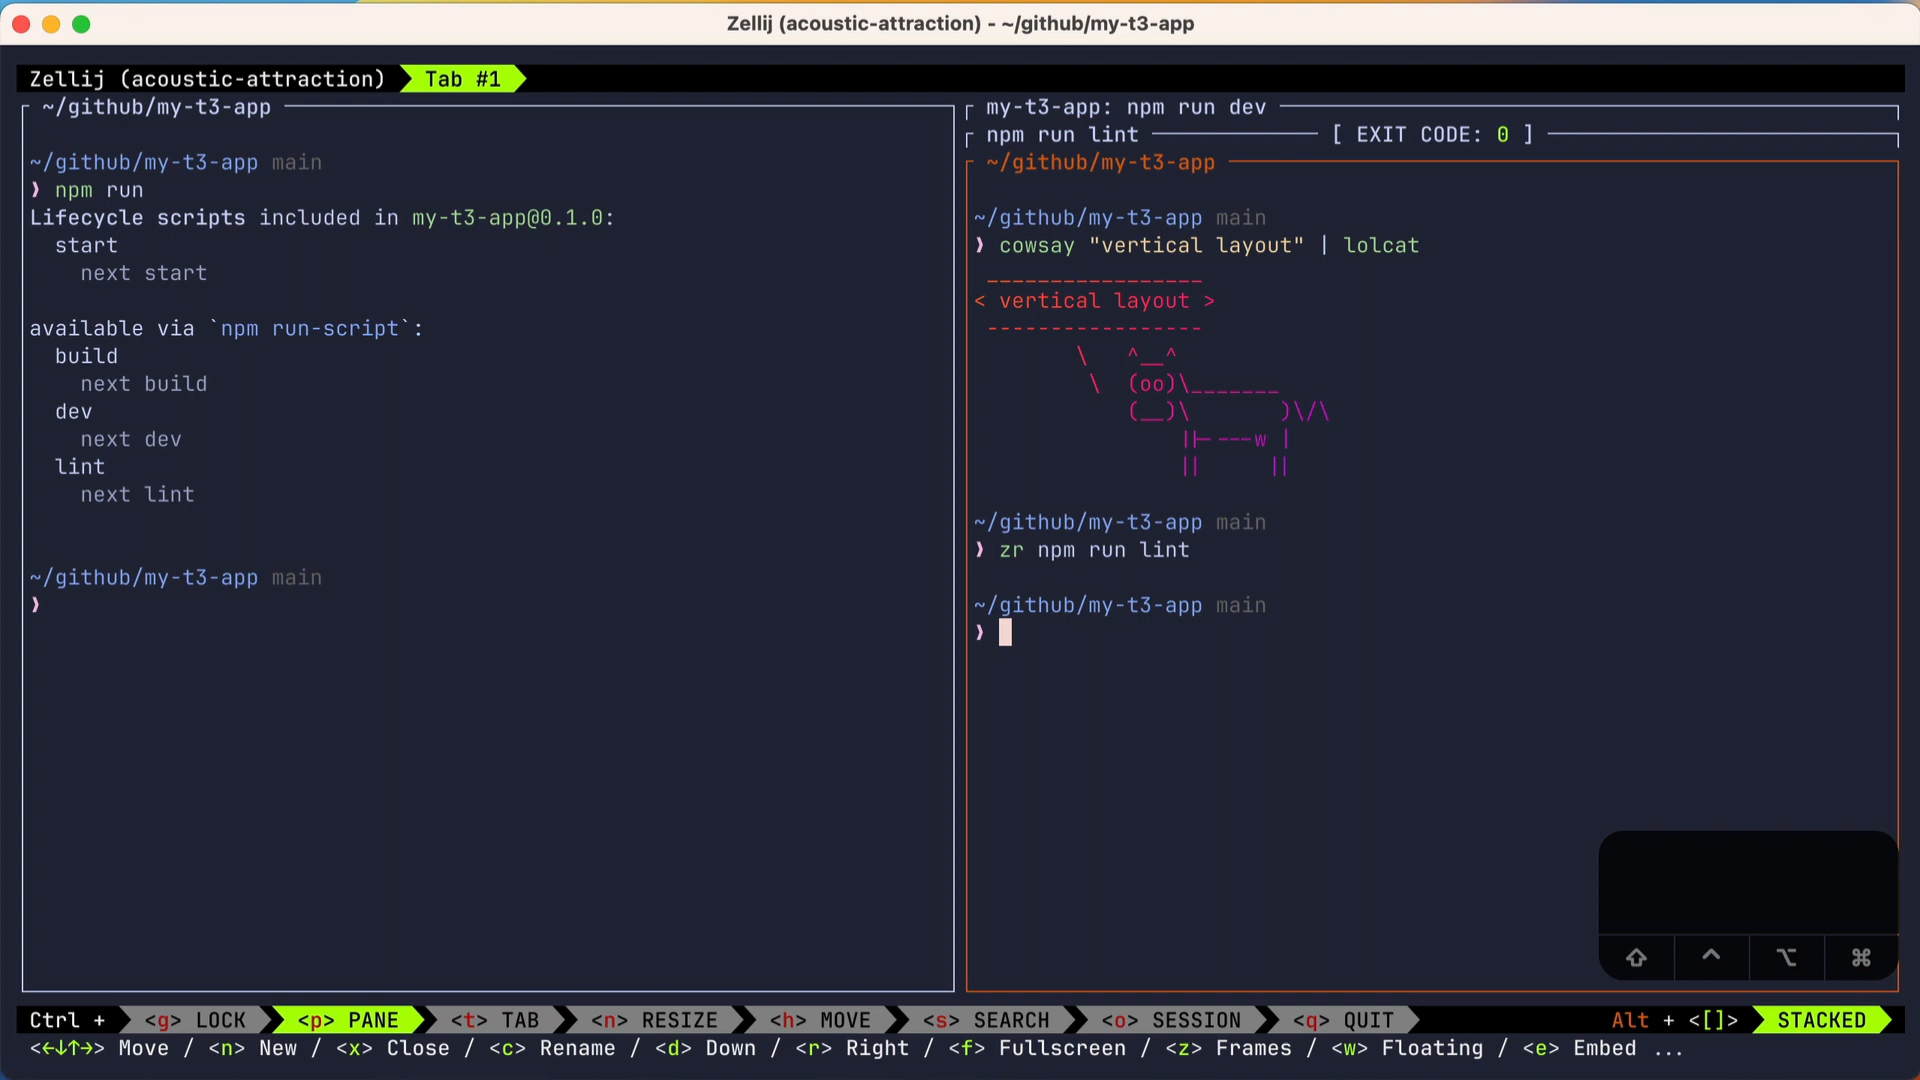 Zellij (acoustic-attraction) - ~/github/my-t3-app
Zellij (acoustic-attraction) Tab #1
~/github/my-t3-app
~/github/my-t3-app main
❫ npm run
Lifecycle scripts included in my-t3-app@0.1.0:
  start
    next start

available via `npm run-script`:
  build
    next build
  dev
    next dev
  lint
    next lint

~/github/my-t3-app main
❫
my-t3-app: npm run dev
npm run lint [ EXIT CODE: 0 ]
~/github/my-t3-app
~/github/my-t3-app main
❫ cowsay "vertical layout" | lolcat
 _________________
< vertical layout >
 -----------------
        \   ^__^
         \  (oo)\_______
            (__)\       )\/\
                ||----w |
                ||     ||

~/github/my-t3-app main
❫ zr npm run lint

~/github/my-t3-app main
❫
⇧ ^ ⌥ ⌘
Ctrl + <g> LOCK <p> PANE <t> TAB <n> RESIZE <h> MOVE <s> SEARCH <o> SESSION <q> QUIT Alt + <[]> STACKED
<←↓↑→> Move / <n> New / <x> Close / <c> Rename / <d> Down / <r> Right / <f> Fullscreen / <z> Frames / <w> Floating / <e> Embed ...